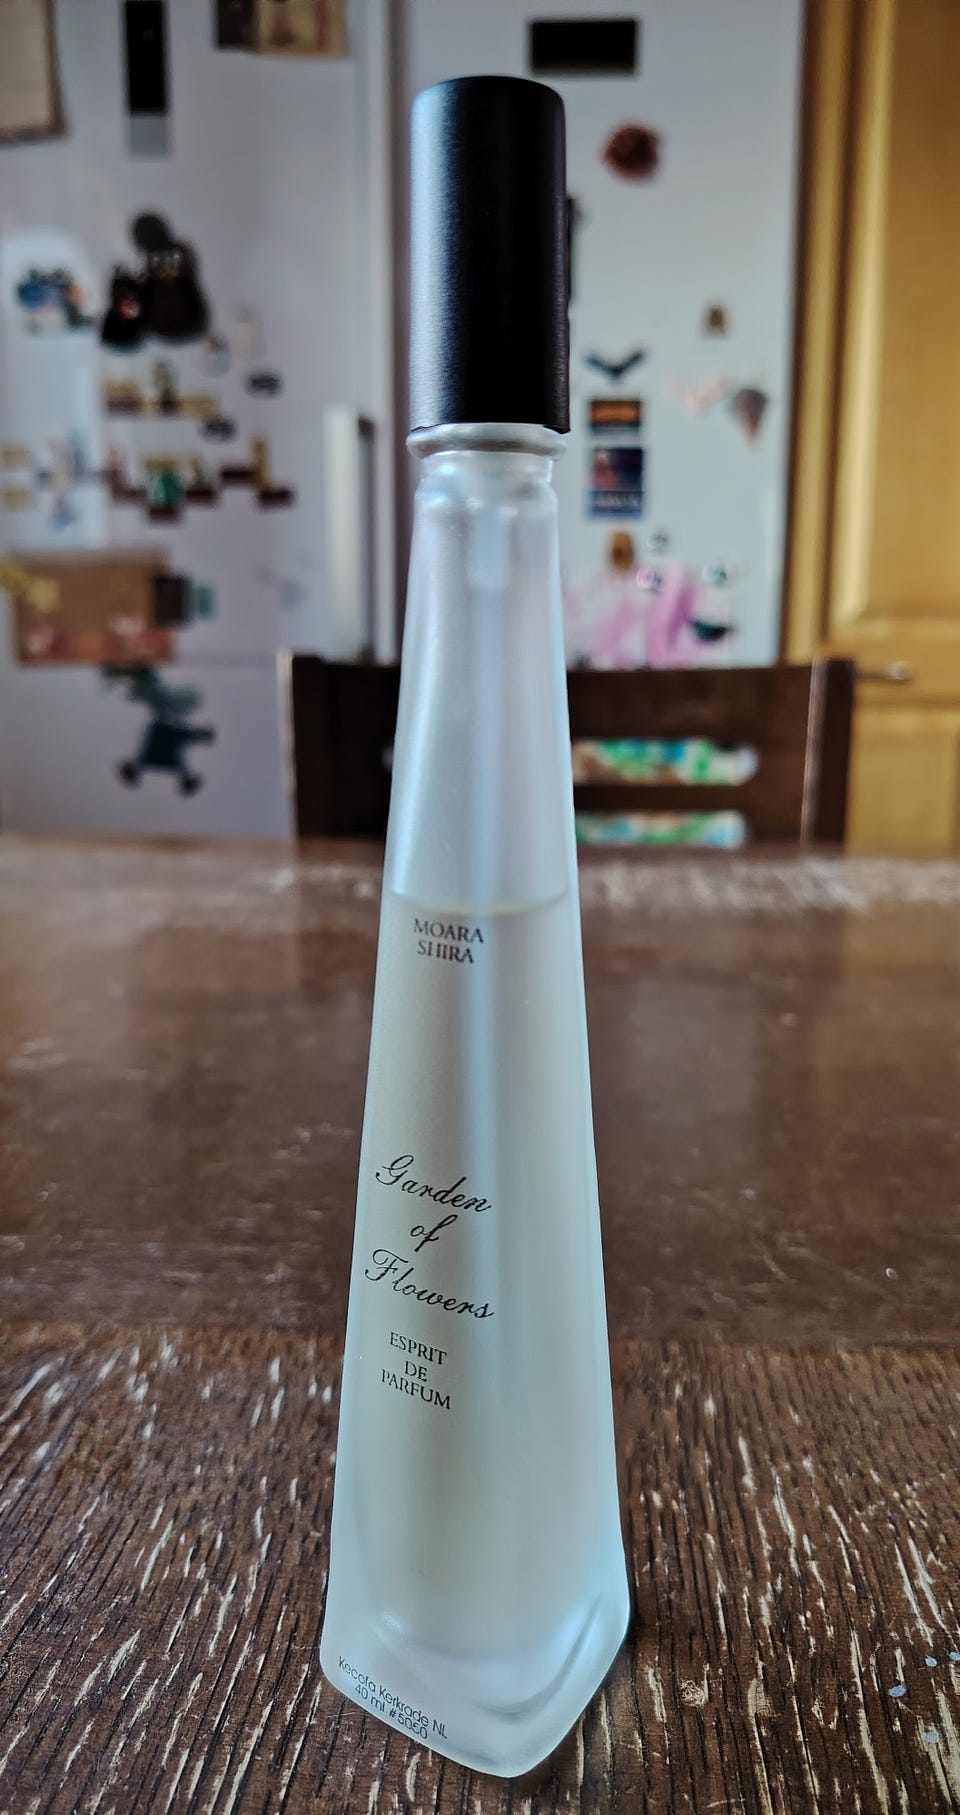 MOARA
SHIRA
Garden
of
Flowers
ESPRIT
DE
PARFUM
Kecofa Kerkrade NL
40 ml #5050